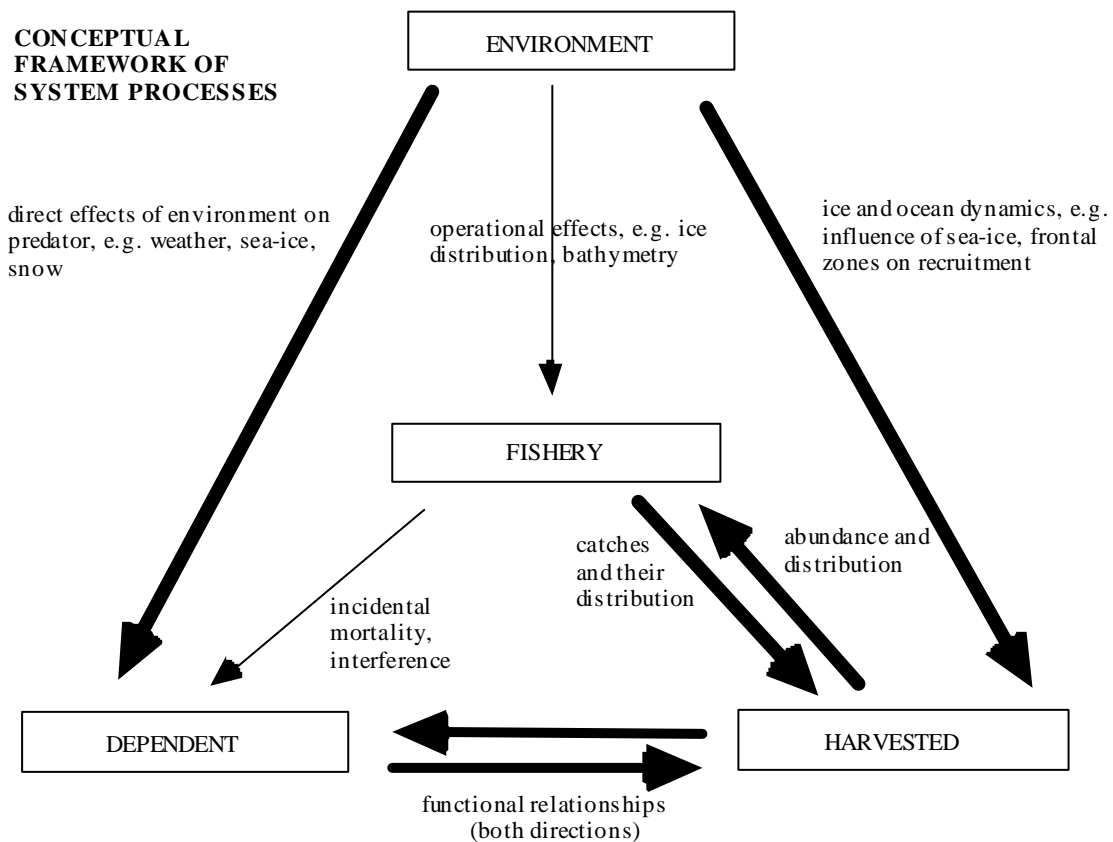 CONCEPTUAL
FRAMEWORK OF
SYSTEM PROCESSES
ENVIRONMENT
direct effects of environment on
predator, e.g. weather, sea-ice,
snow
operational effects, e.g. ice
distribution, bathymetry
ice and ocean dynamics, e.g.
influence of sea-ice, frontal
zones on recruitment
FISHERY
catches
and their
distribution
abundance and
distribution
incidental
mortality,
interference
DEPENDENT
HARVESTED
functional relationships
(both directions)